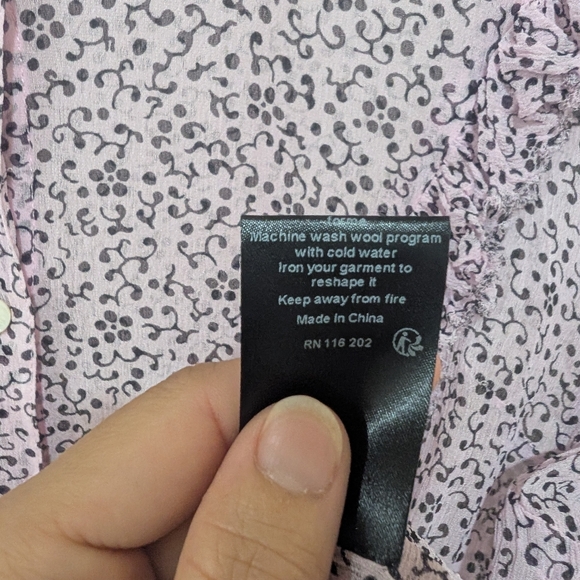 forme
Machine wash wool program
with cold water
Iron your garment to
reshape it
Keep away from fire
Made in China
RN 116 202